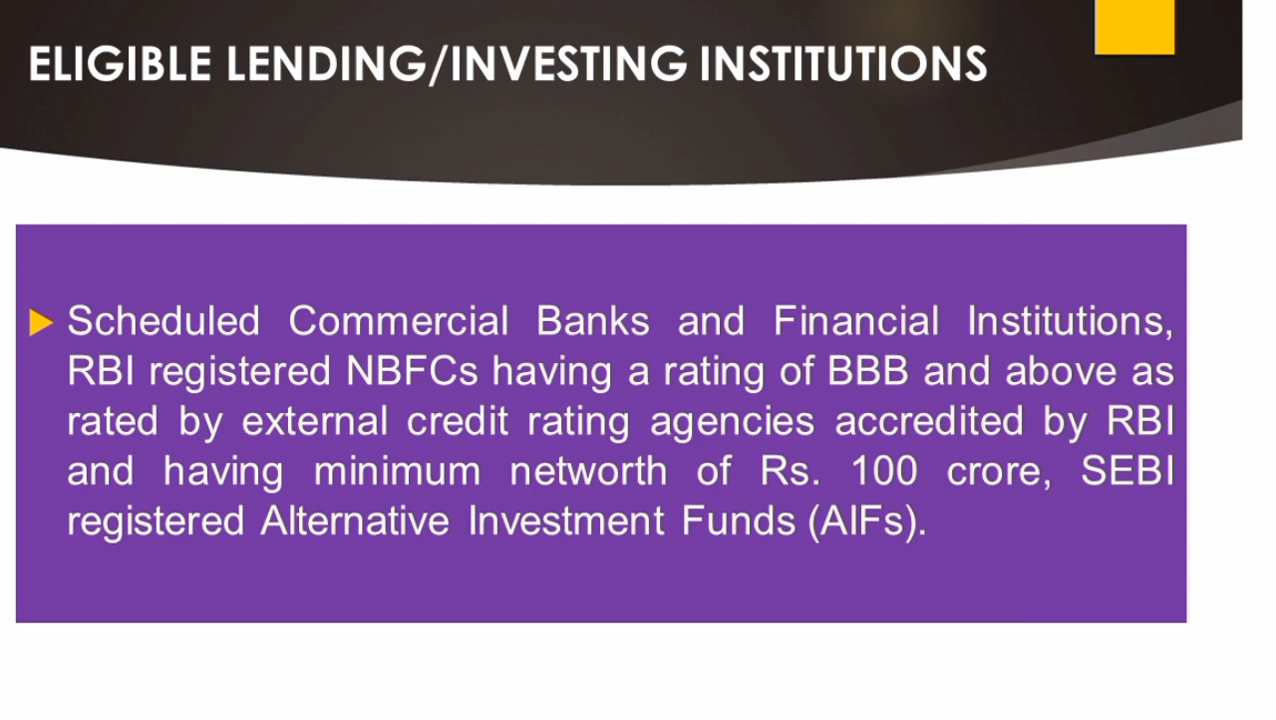 ELIGIBLE LENDING/INVESTING INSTITUTIONS
Scheduled Commercial Banks and Financial Institutions,
RBI registered NBFCs having a rating of BBB and above as
rated by external credit rating agencies accredited by RBI
and having minimum networth of Rs. 100 crore, SEBI
registered Alternative Investment Funds (AIFs).